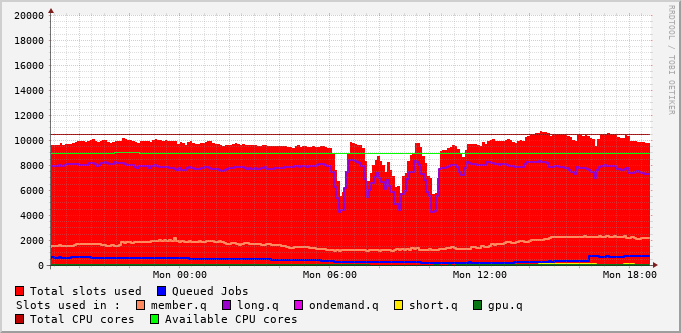 20000
18000
16000
14000
12000
10000
8000
6000
4000
2000
0
Mon 00:00 Mon 06:00 Mon 12:00 Mon 18:00
Total slots used Queued Jobs
Slots used in : member.q long.q ondemand.q short.q gpu.q
Total CPU cores Available CPU cores
RRDTOOL / TOBI OETIKER